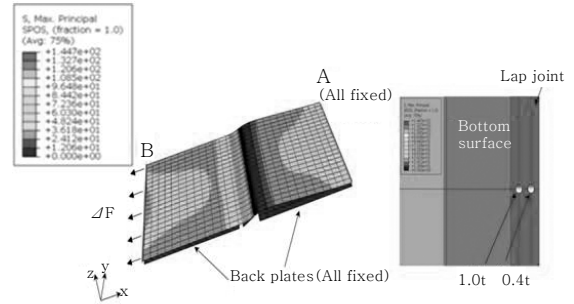 S, Max. Principal
SPOS, (fraction = 1.0)
(Avg: 75%)
+1.447e+02
+1.327e+02
+1.206e+02
+1.085e+02
+9.648e+01
+8.442e+01
+7.236e+01
+6.030e+01
+4.824e+01
+3.618e+01
+2.412e+01
+1.206e+01
+0.000e+00
A
(All fixed)
B
ΔF
Back plates(All fixed)
z
y
x
Lap joint
Bottom
surface
1.0t
0.4t